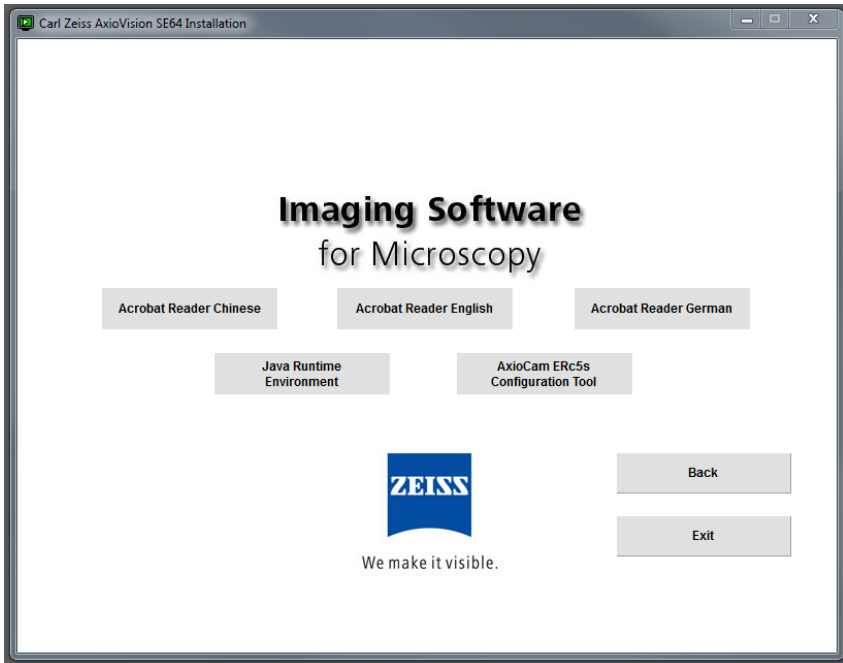 Carl Zeiss AxioVision SE64 Installation
Imaging Software
for Microscopy
Acrobat Reader Chinese
Acrobat Reader English
Acrobat Reader German
Java Runtime
Environment
AxioCam ERc5s
Configuration Tool
ZEISS
We make it visible.
Back
Exit